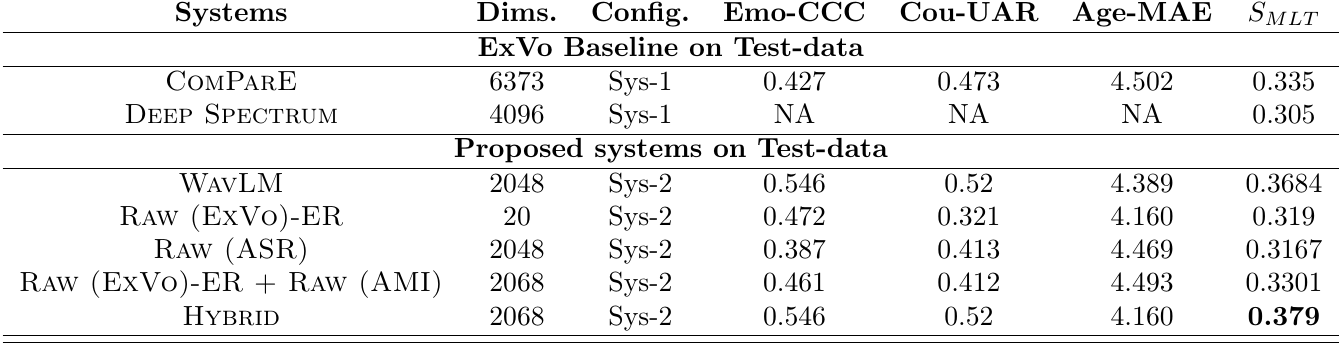 Systems Dims. Config. Emo-CCC Cou-UAR Age-MAE S_MLT
ExVo Baseline on Test-data
ComParE 6373 Sys-1 0.427 0.473 4.502 0.335
Deep Spectrum 4096 Sys-1 NA NA NA 0.305
Proposed systems on Test-data
WavLM 2048 Sys-2 0.546 0.52 4.389 0.3684
Raw (ExVo)-ER 20 Sys-2 0.472 0.321 4.160 0.319
Raw (ASR) 2048 Sys-2 0.387 0.413 4.469 0.3167
Raw (ExVo)-ER + Raw (AMI) 2068 Sys-2 0.461 0.412 4.493 0.3301
Hybrid 2068 Sys-2 0.546 0.52 4.160 0.379